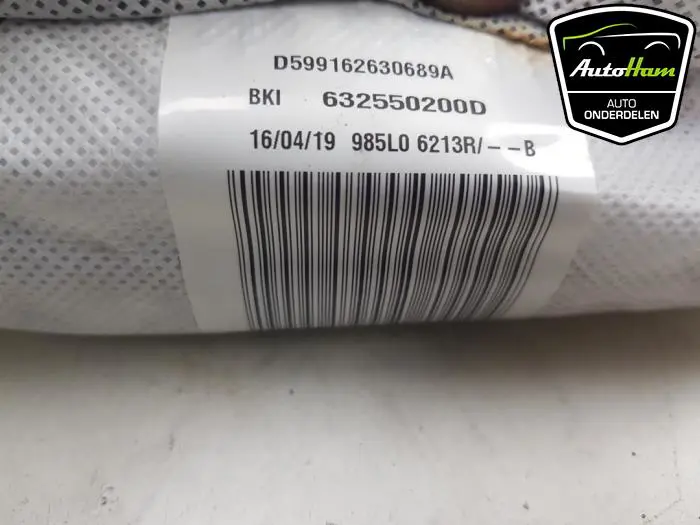 D599162630689A
BKI 632550200D
16/04/19 985L0 6213R/--B
AutoHam
AUTO
ONDERDELEN